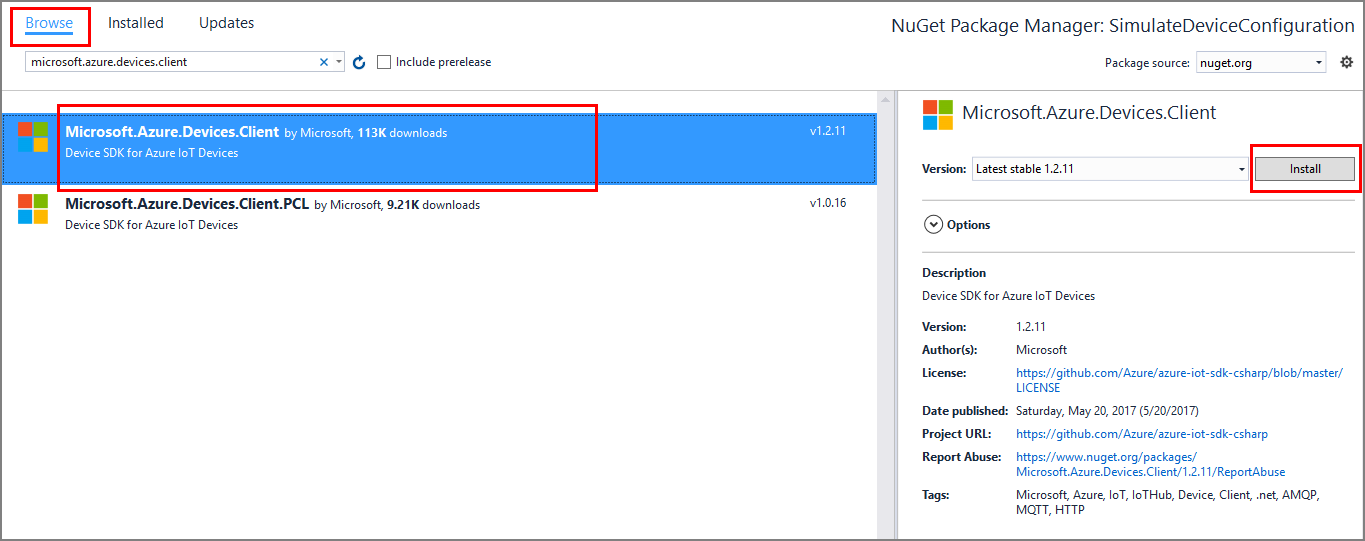 Browse Installed Updates NuGet Package Manager: SimulateDeviceConfiguration
microsoft.azure.devices.client Include prerelease Package source: nuget.org
Microsoft.Azure.Devices.Client by Microsoft, 113K downloads v1.2.11
Device SDK for Azure IoT Devices
Microsoft.Azure.Devices.Client.PCL by Microsoft, 9.21K downloads v1.0.16
Device SDK for Azure IoT Devices
Microsoft.Azure.Devices.Client
Version: Latest stable 1.2.11 Install
Options
Description
Device SDK for Azure IoT Devices
Version: 1.2.11
Author(s): Microsoft
License: https://github.com/Azure/azure-iot-sdk-csharp/blob/master/
LICENSE
Date published: Saturday, May 20, 2017 (5/20/2017)
Project URL: https://github.com/Azure/azure-iot-sdk-csharp
Report Abuse: https://www.nuget.org/packages/
Microsoft.Azure.Devices.Client/1.2.11/ReportAbuse
Tags: Microsoft, Azure, IoT, IoTHub, Device, Client, .net, AMQP,
MQTT, HTTP